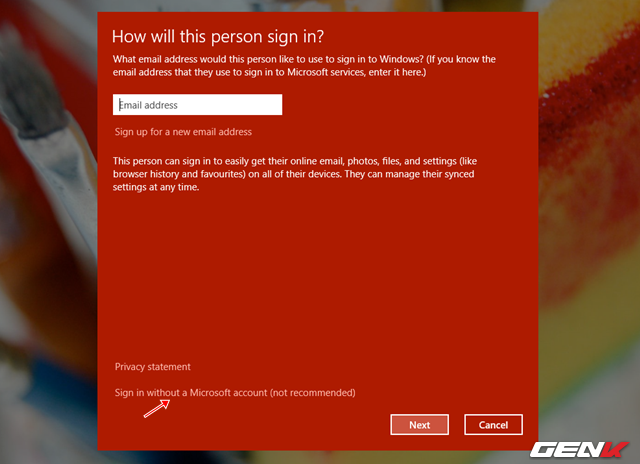 How will this person sign in?
What email address would this person like to use to sign in to Windows? (If you know the
email address that they use to sign in to Microsoft services, enter it here.)
Email address
Sign up for a new email address
This person can sign in to easily get their online email, photos, files, and settings (like
browser history and favourites) on all of their devices. They can manage their synced
settings at any time.
Privacy statement
Sign in without a Microsoft account (not recommended)
Next Cancel
GENK